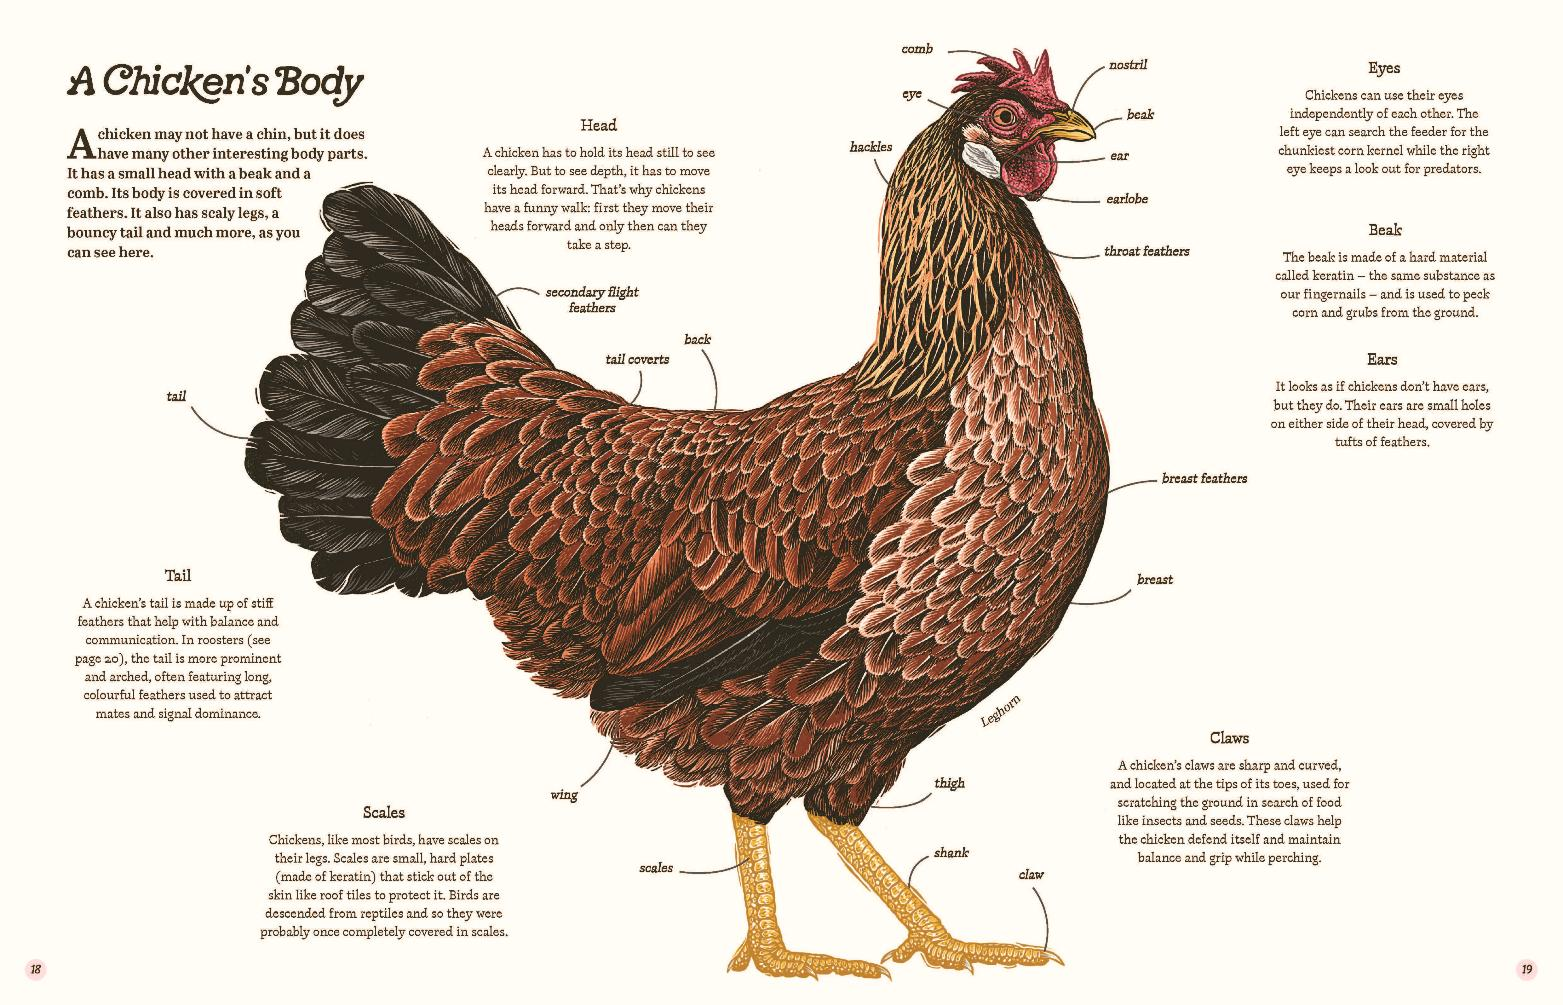 A Chicken's Body
A chicken may not have a chin, but it does
have many other interesting body parts.
It has a small head with a beak and a
comb. Its body is covered in soft
feathers. It also has scaly legs, a
bouncy tail and much more, as you
can see here.
Head
A chicken has to hold its head still to see
clearly. But to see depth, it has to move
its head forward. That's why chickens
have a funny walk: first they move their
heads forward and only then can they
take a step.
secondary flight
feathers
back
tail coverts
tail
Tail
A chicken's tail is made up of stiff
feathers that help with balance and
communication. In roosters (see
page 20), the tail is more prominent
and arched, often featuring long,
colourful feathers used to attract
mates and signal dominance.
wing
Scales
Chickens, like most birds, have scales on
their legs. Scales are small, hard plates
(made of keratin) that stick out of the
skin like roof tiles to protect it. Birds are
descended from reptiles and so they were
probably once completely covered in scales.
scales
18
comb
eye
hackles
nostril
beak
ear
earlobe
throat feathers
breast feathers
breast
Leghorn
thigh
shank
claw
Eyes
Chickens can use their eyes
independently of each other. The
left eye can search the feeder for the
chunkiest corn kernel while the right
eye keeps a look out for predators.
Beak
The beak is made of a hard material
called keratin – the same substance as
our fingernails – and is used to peck
corn and grubs from the ground.
Ears
It looks as if chickens don't have ears,
but they do. Their ears are small holes
on either side of their head, covered by
tufts of feathers.
Claws
A chicken's claws are sharp and curved,
and located at the tips of its toes, used for
scratching the ground in search of food
like insects and seeds. These claws help
the chicken defend itself and maintain
balance and grip while perching.
19